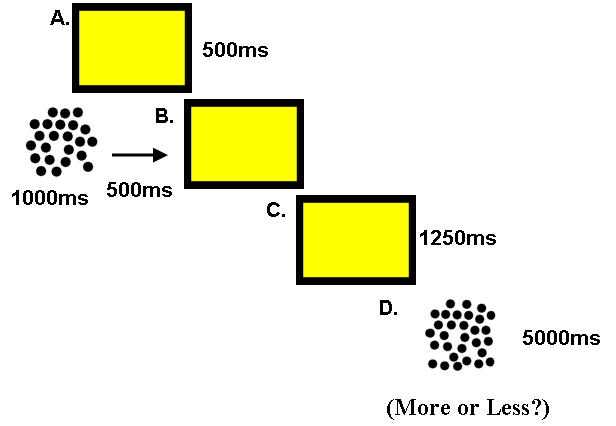 A.
500ms
B.
1000ms
500ms
C.
1250ms
D.
5000ms
(More or Less?)